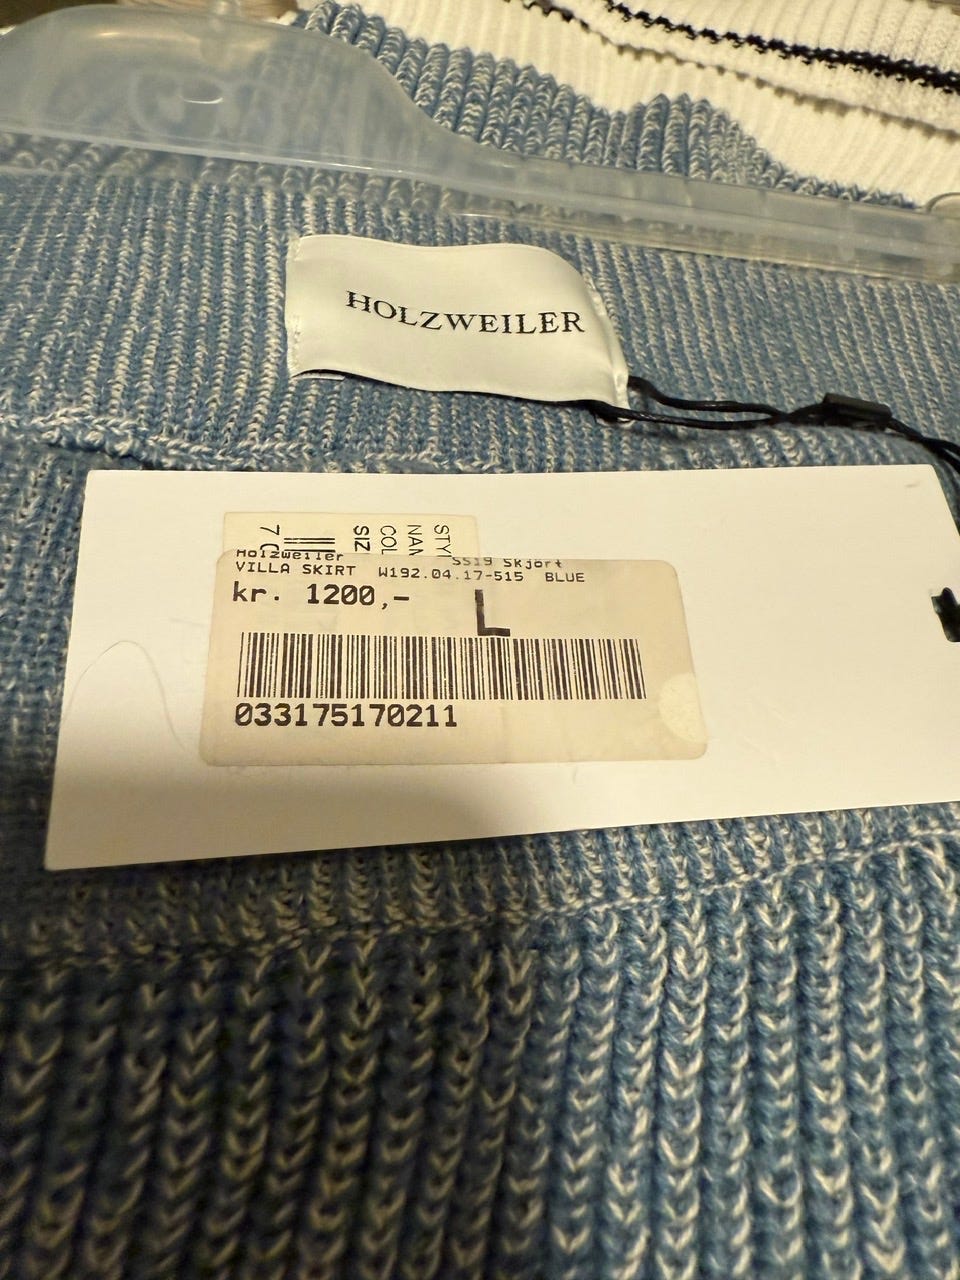 HOLZWEILER
STY
NAM
COL
SIZ
Holzweiler SS19 Skjørt
VILLA SKIRT W192.04.17-515 BLUE
kr. 1200,-
L
033175170211